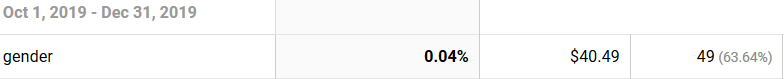 Oct 1, 2019 - Dec 31, 2019
gender 0.04% $40.49 49 (63.64%)